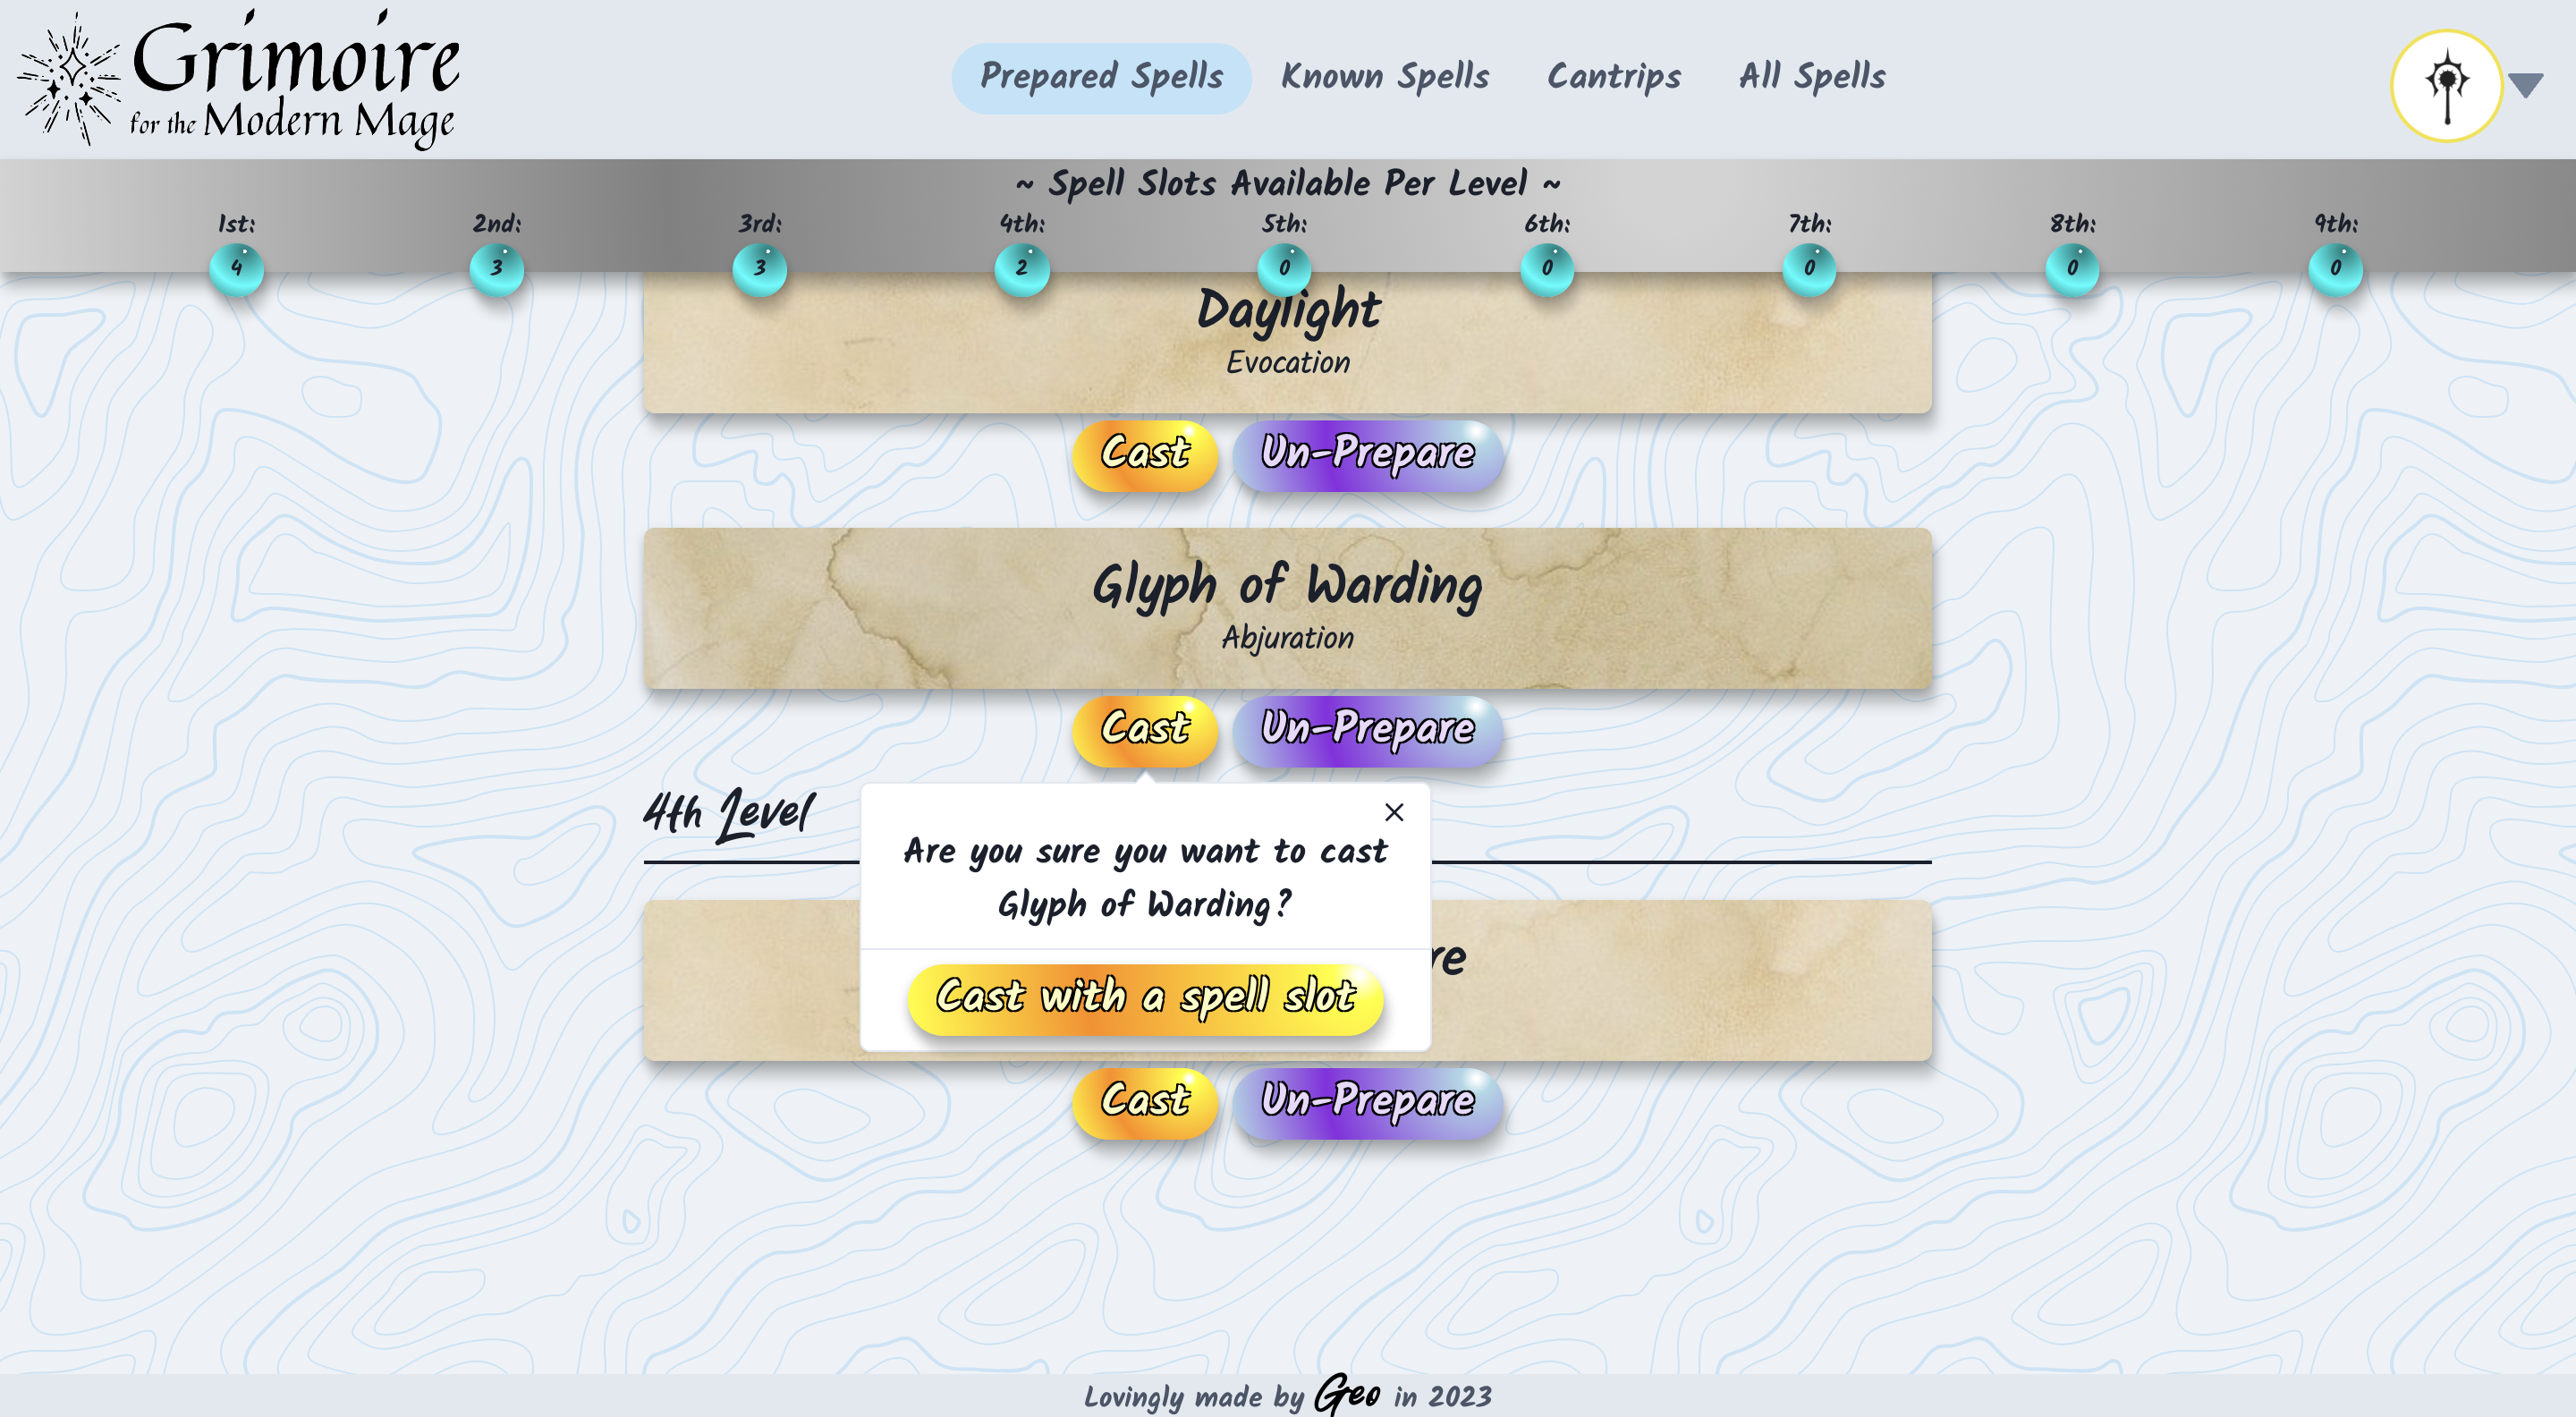 Grimoire
for the Modern Mage
Prepared Spells
Known Spells
Cantrips
All Spells
~ Spell Slots Available Per Level ~
1st: 2nd: 3rd: 4th: 5th: 6th: 7th: 8th: 9th:
4 3 3 2 0 0 0 0 0
Daylight
Evocation
Cast
Un-Prepare
Glyph of Warding
Abjuration
Cast
Un-Prepare
4th Level
Are you sure you want to cast
Glyph of Warding?
Cast with a spell slot
Cast
Un-Prepare
Lovingly made by Geo in 2023